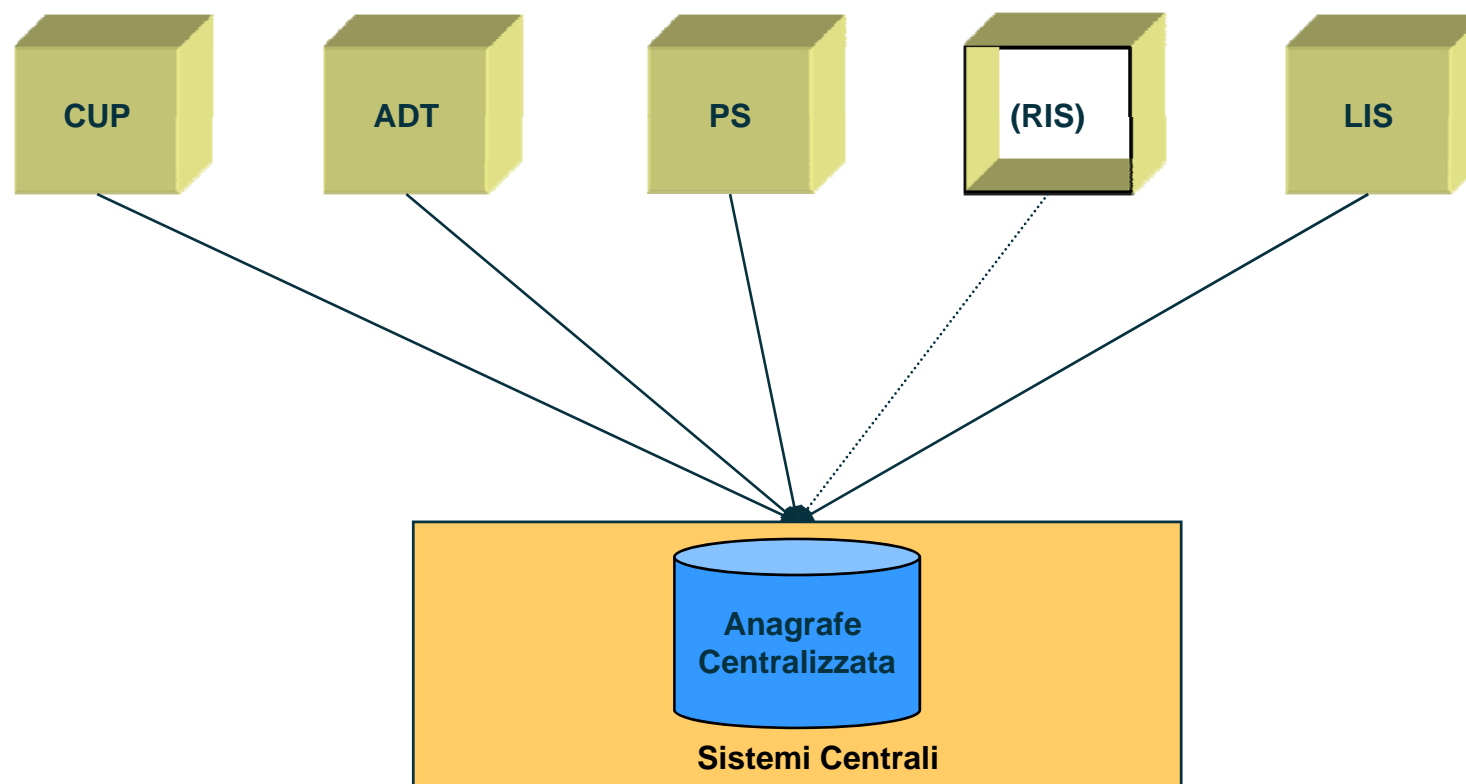 CUP
ADT
PS
(RIS)
LIS
Anagrafe
Centralizzata
Sistemi Centrali